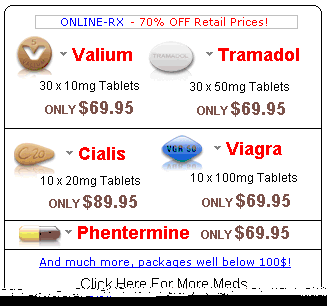 ONLINE-RX - 70% OFF Retail Prices!
Valium Tramadol
TRAMADOL
30 x 10mg Tablets 30 x 50mg Tablets
ONLY $69.95 ONLY $69.95
Cialis Viagra
C20 VGR 50
10 x 20mg Tablets 10 x 100mg Tablets
ONLY $89.95 ONLY $69.95
Phentermine ONLY $69.95
And much more, packages well below 100$!
Click Here For More Meds